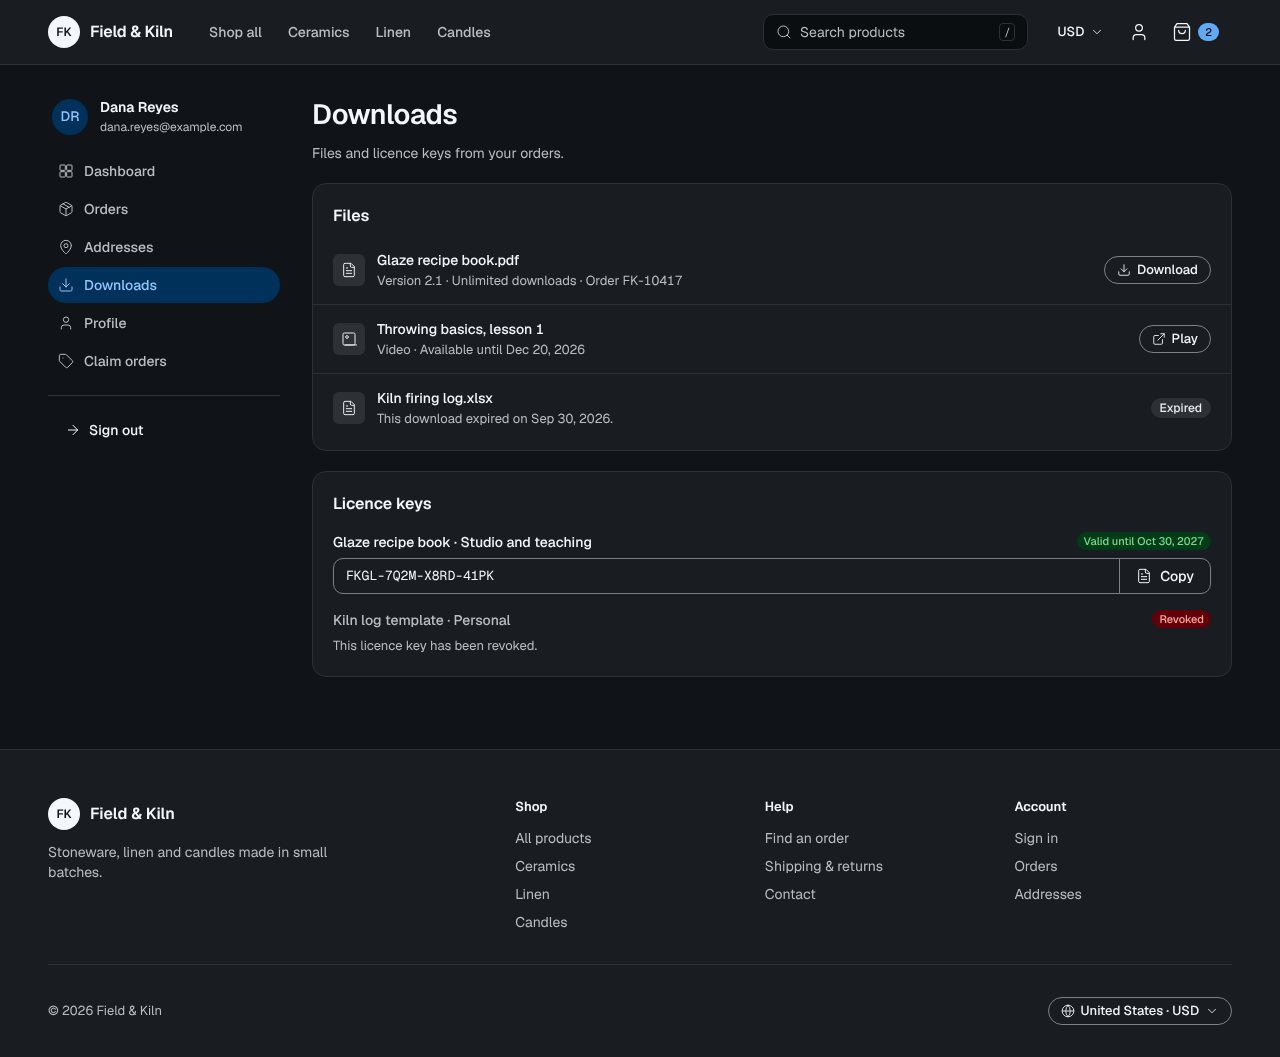 FK Field & Kiln Shop all Ceramics Linen Candles Search products / USD 2
DR Dana Reyes
dana.reyes@example.com
Dashboard
Orders
Addresses
Downloads
Profile
Claim orders
Sign out
Downloads
Files and licence keys from your orders.
Files
Glaze recipe book.pdf
Version 2.1 · Unlimited downloads · Order FK-10417
Download
Throwing basics, lesson 1
Video · Available until Dec 20, 2026
Play
Kiln firing log.xlsx
This download expired on Sep 30, 2026.
Expired
Licence keys
Glaze recipe book · Studio and teaching Valid until Oct 30, 2027
FKGL-7Q2M-X8RD-41PK Copy
Kiln log template · Personal Revoked
This licence key has been revoked.
FK Field & Kiln
Stoneware, linen and candles made in small
batches.
Shop
All products
Ceramics
Linen
Candles
Help
Find an order
Shipping & returns
Contact
Account
Sign in
Orders
Addresses
© 2026 Field & Kiln
United States · USD